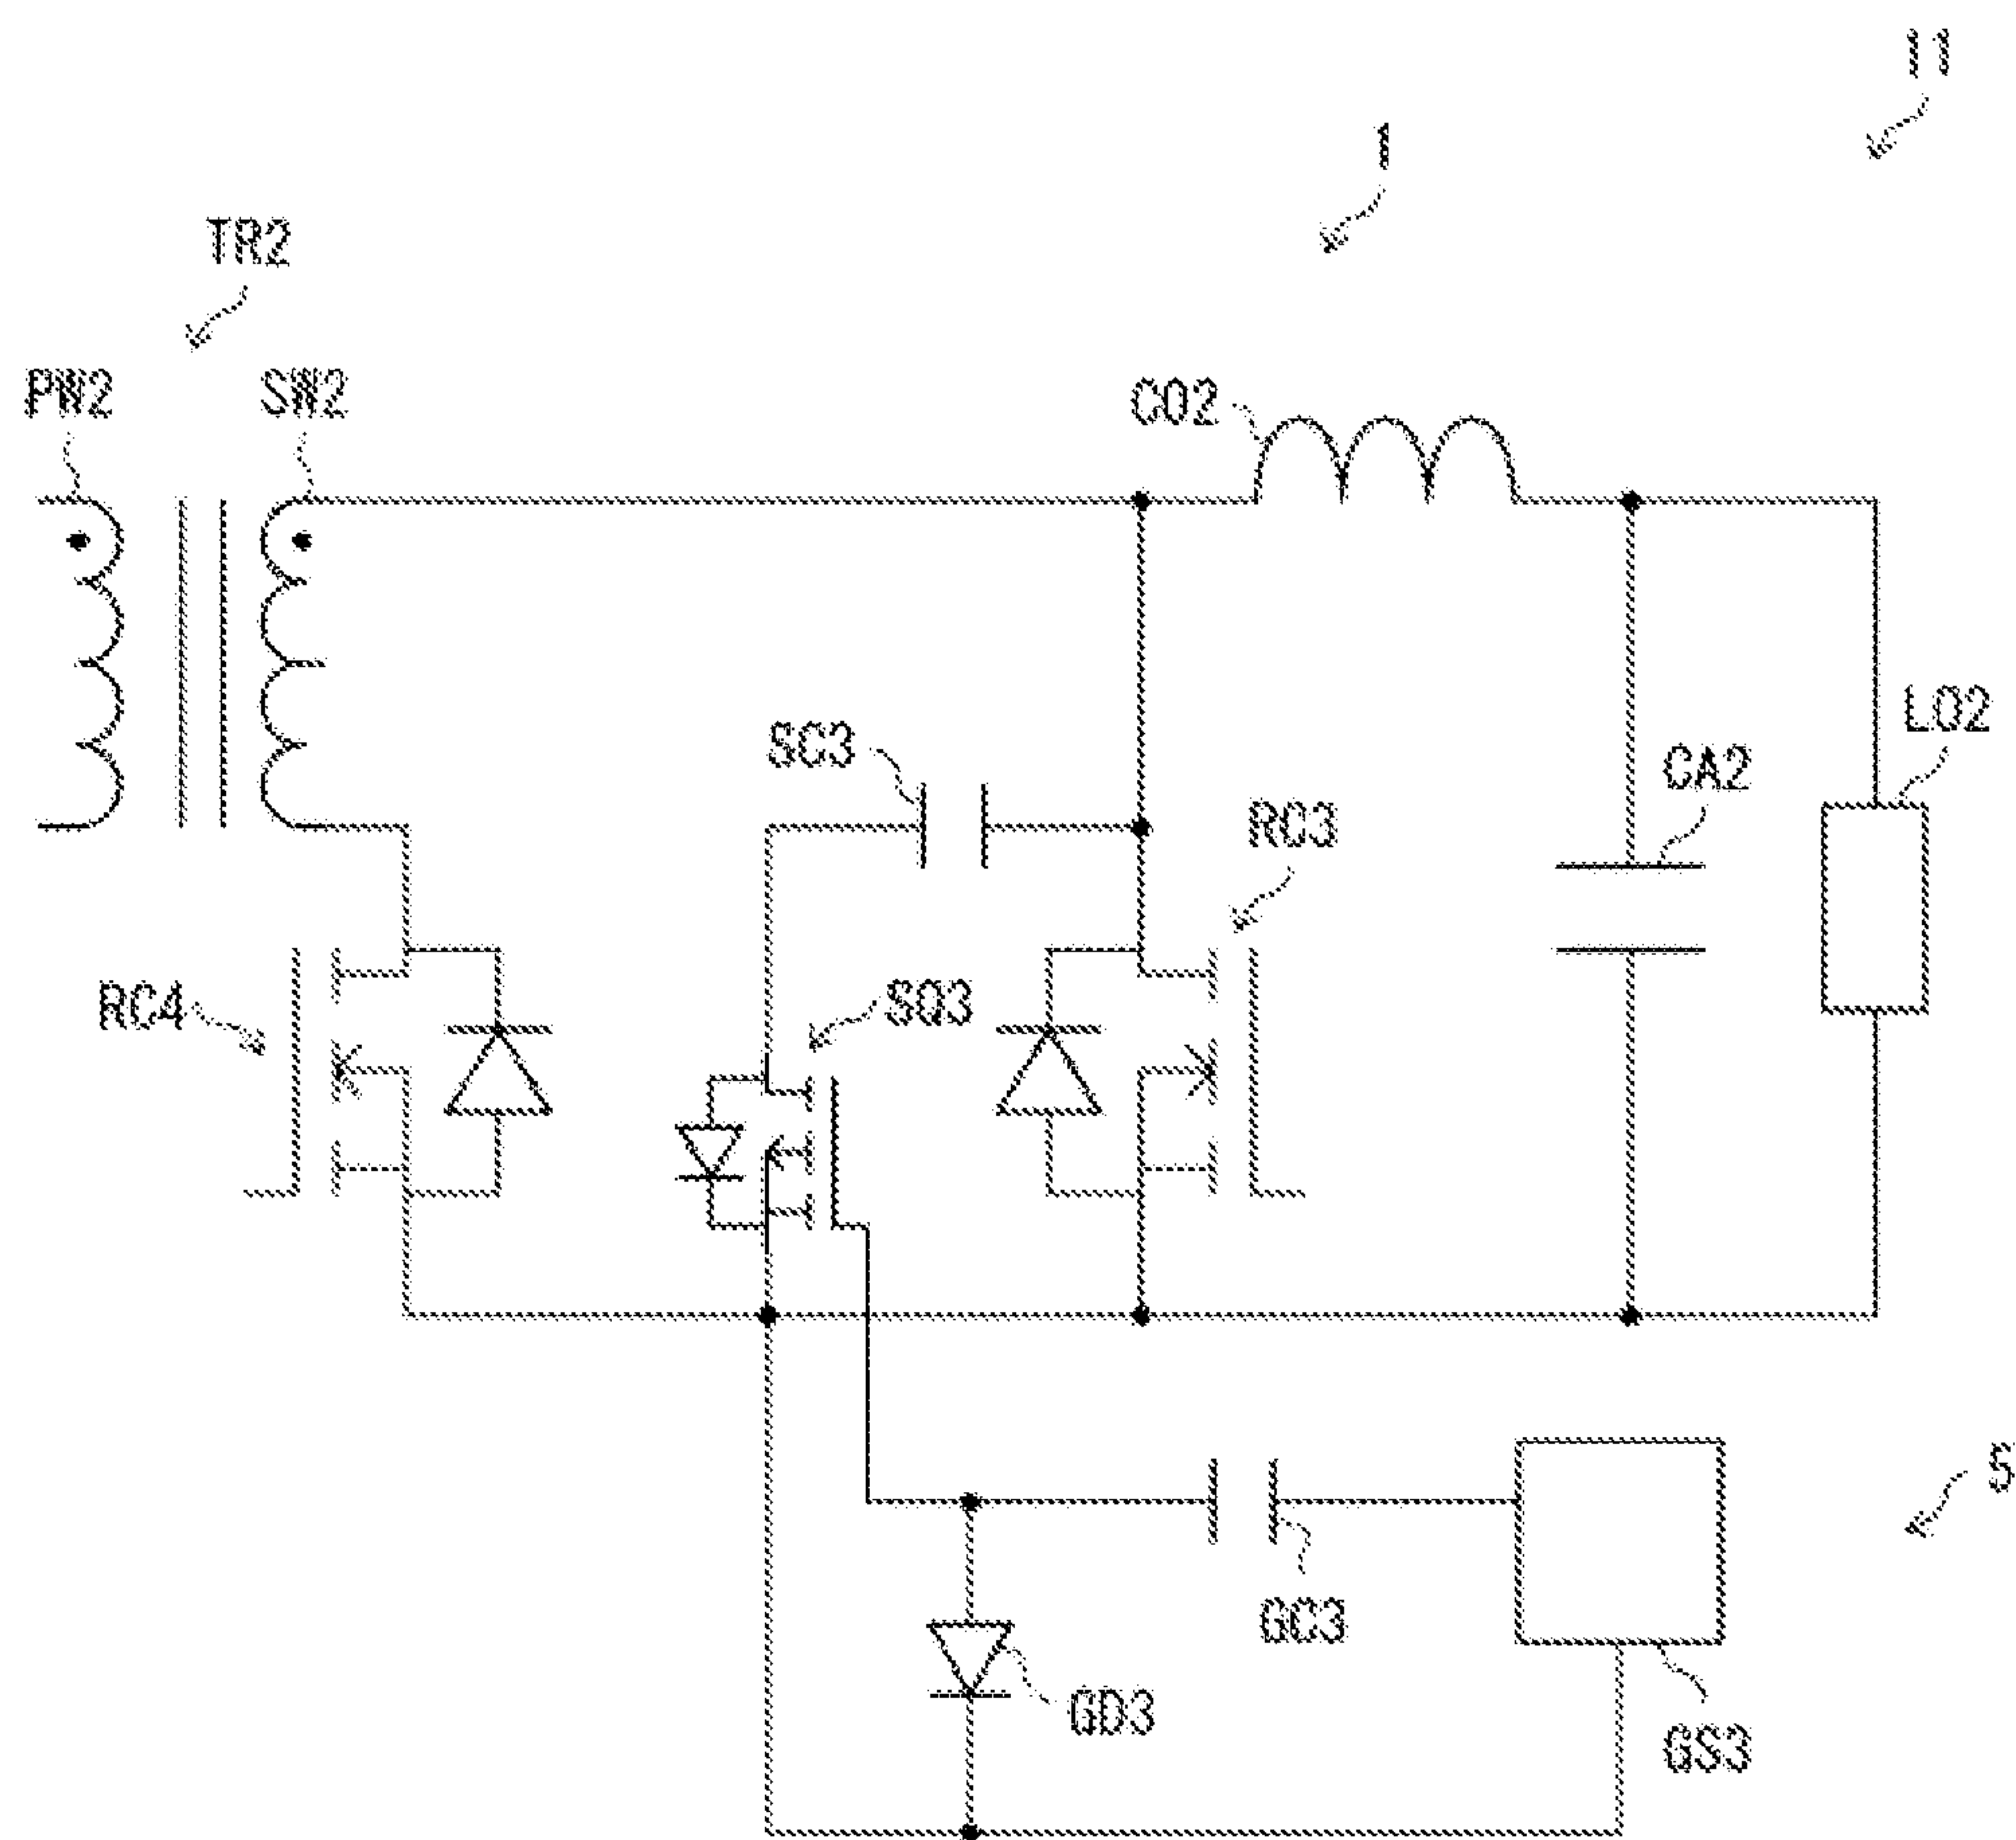 11
1
TR2
PW2
SW2
CO2
LO2
SC3
CA2
RC3
RC4
SQ3
5
GC3
GD3
GS3